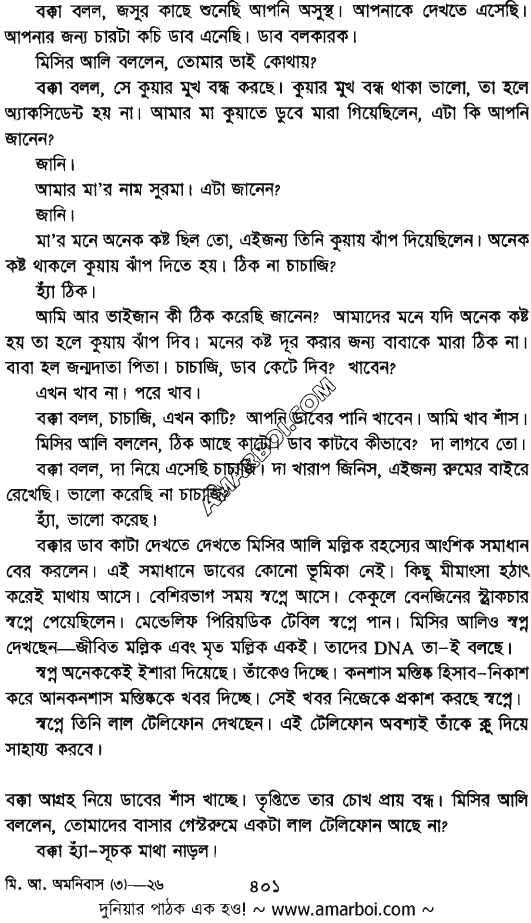 বক্কা বলল, জসুর কাছে শুনেছি আপনি অসুস্থ। আপনাকে দেখতে এসেছি।
আপনার জন্য চারটা কচি ডাব এনেছি। ডাব বলকারক।
মিসির আলি বললেন, তোমার ভাই কোথায়?
বক্কা বলল, সে কুয়ার মুখ বন্ধ করছে। কুয়ার মুখ বন্ধ থাকা ভালো, তা হলে
অ্যাকসিডেন্ট হয় না। আমার মা কুয়াতে ডুবে মারা গিয়েছিলেন, এটা কি আপনি
জানেন?
জানি।
আমার মা'র নাম সুরমা। এটা জানেন?
জানি।
মা'র মনে অনেক কষ্ট ছিল তো, এইজন্য তিনি কুয়ায় ঝাঁপ দিয়েছিলেন। অনেক
কষ্ট থাকলে কুয়ায় ঝাঁপ দিতে হয়। ঠিক না চাচাজি?
হ্যাঁ ঠিক।
আমি আর ভাইজান কী ঠিক করেছি জানেন? আমাদের মনে যদি অনেক কষ্ট
হয় তা হলে কুয়ায় ঝাঁপ দিব। মনের কষ্ট দূর করার জন্য বাবাকে মারা ঠিক না।
বাবা হল জন্মদাতা পিতা। চাচাজি, ডাব কেটে দিব? খাবেন?
এখন খাব না। পরে খাব।
বক্কা বলল, চাচাজি, এখন কাটি? আপনি ডাবের পানি খাবেন। আমি খাব শাঁস।
মিসির আলি বললেন, ঠিক আছে কাটো। ডাব কাটবে কীভাবে? দা লাগবে তো।
বক্কা বলল, দা নিয়ে এসেছি চাচাজি। দা খারাপ জিনিস, এইজন্য রুমের বাইরে
রেখেছি। ভালো করেছি না চাচাজি?
হ্যাঁ, ভালো করেছ।
বক্কার ডাব কাটা দেখতে দেখতে মিসির আলি মল্লিক রহস্যের আংশিক সমাধান
বের করলেন। এই সমাধানে ডাবের কোনো ভূমিকা নেই। কিছু মীমাংসা হঠাৎ
করেই মাথায় আসে। বেশিরভাগ সময় স্বপ্নে আসে। কেকুলে বেনজিনের স্ট্রাকচার
স্বপ্নে পেয়েছিলেন। মেন্ডেলিফ পিরিয়ডিক টেবিল স্বপ্নে পান। মিসির আলিও স্বপ্ন
দেখছেন—জীবিত মল্লিক এবং মৃত মল্লিক একই। তাদের DNA তা-ই বলছে।
স্বপ্ন অনেককেই ইশারা দিয়েছে। তাঁকেও দিচ্ছে। কনশাস মস্তিষ্ক হিসাব-নিকাশ
করে আনকনশাস মস্তিষ্ককে খবর দিচ্ছে। সেই খবর নিজেকে প্রকাশ করছে স্বপ্নে।
স্বপ্নে তিনি লাল টেলিফোন দেখছেন। এই টেলিফোন অবশ্যই তাঁকে ক্লু দিয়ে
সাহায্য করবে।
বক্কা আগ্রহ নিয়ে ডাবের শাঁস খাচ্ছে। তৃপ্তিতে তার চোখ প্রায় বন্ধ। মিসির আলি
বললেন, তোমাদের বাসার গেস্টরুমে একটা লাল টেলিফোন আছে না?
বক্কা হ্যাঁ-সূচক মাথা নাড়ল।
মি. আ. অমনিবাস (৩)—২৬
৪০১
দুনিয়ার পাঠক এক হও! ~ www.amarboi.com ~
AMARBOI.COM